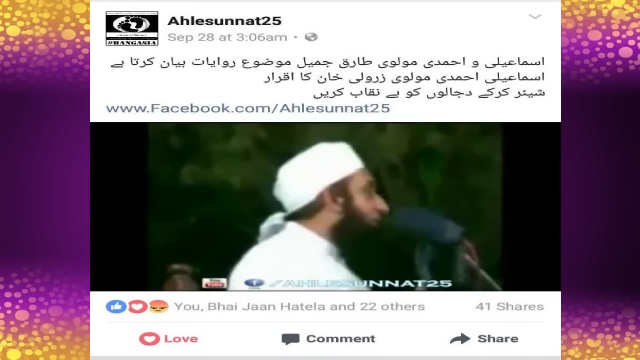 Ahlesunnat25
#HANGASIA
Sep 28 at 3:06am
اسماعیلی و احمدی مولوی طارق جمیل موضوع روایات بیان کرتا ہے
اسماعیلی احمدی مولوی زرولی خان کا اقرار
شیئر کرکے دجالوں کو بے نقاب کریں
www.Facebook.com/Ahlesunnat25
/AHLESUNNAT25
You, Bhai Jaan Hatela and 22 others
41 Shares
Love
Comment
Share